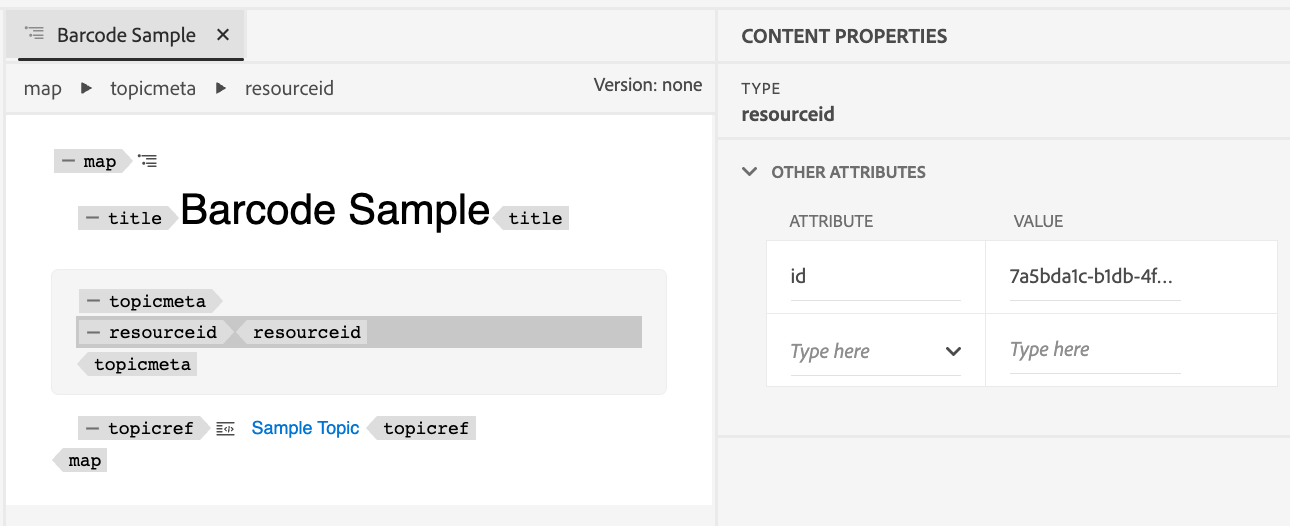 Barcode Sample
map topicmeta resourceid Version: none
map
title Barcode Sample title
topicmeta
resourceid resourceid
topicmeta
topicref Sample Topic topicref
map
CONTENT PROPERTIES
TYPE
resourceid
OTHER ATTRIBUTES
ATTRIBUTE VALUE
id 7a5bda1c-b1db-4f...
Type here Type here